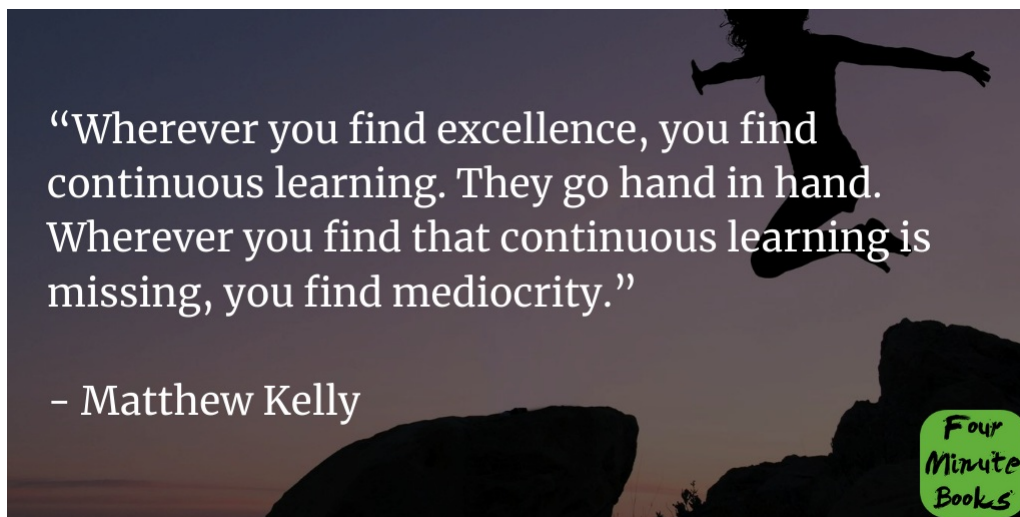 “Wherever you find excellence, you find
continuous learning. They go hand in hand.
Wherever you find that continuous learning is
missing, you find mediocrity.”
- Matthew Kelly
Four
Minute
Books